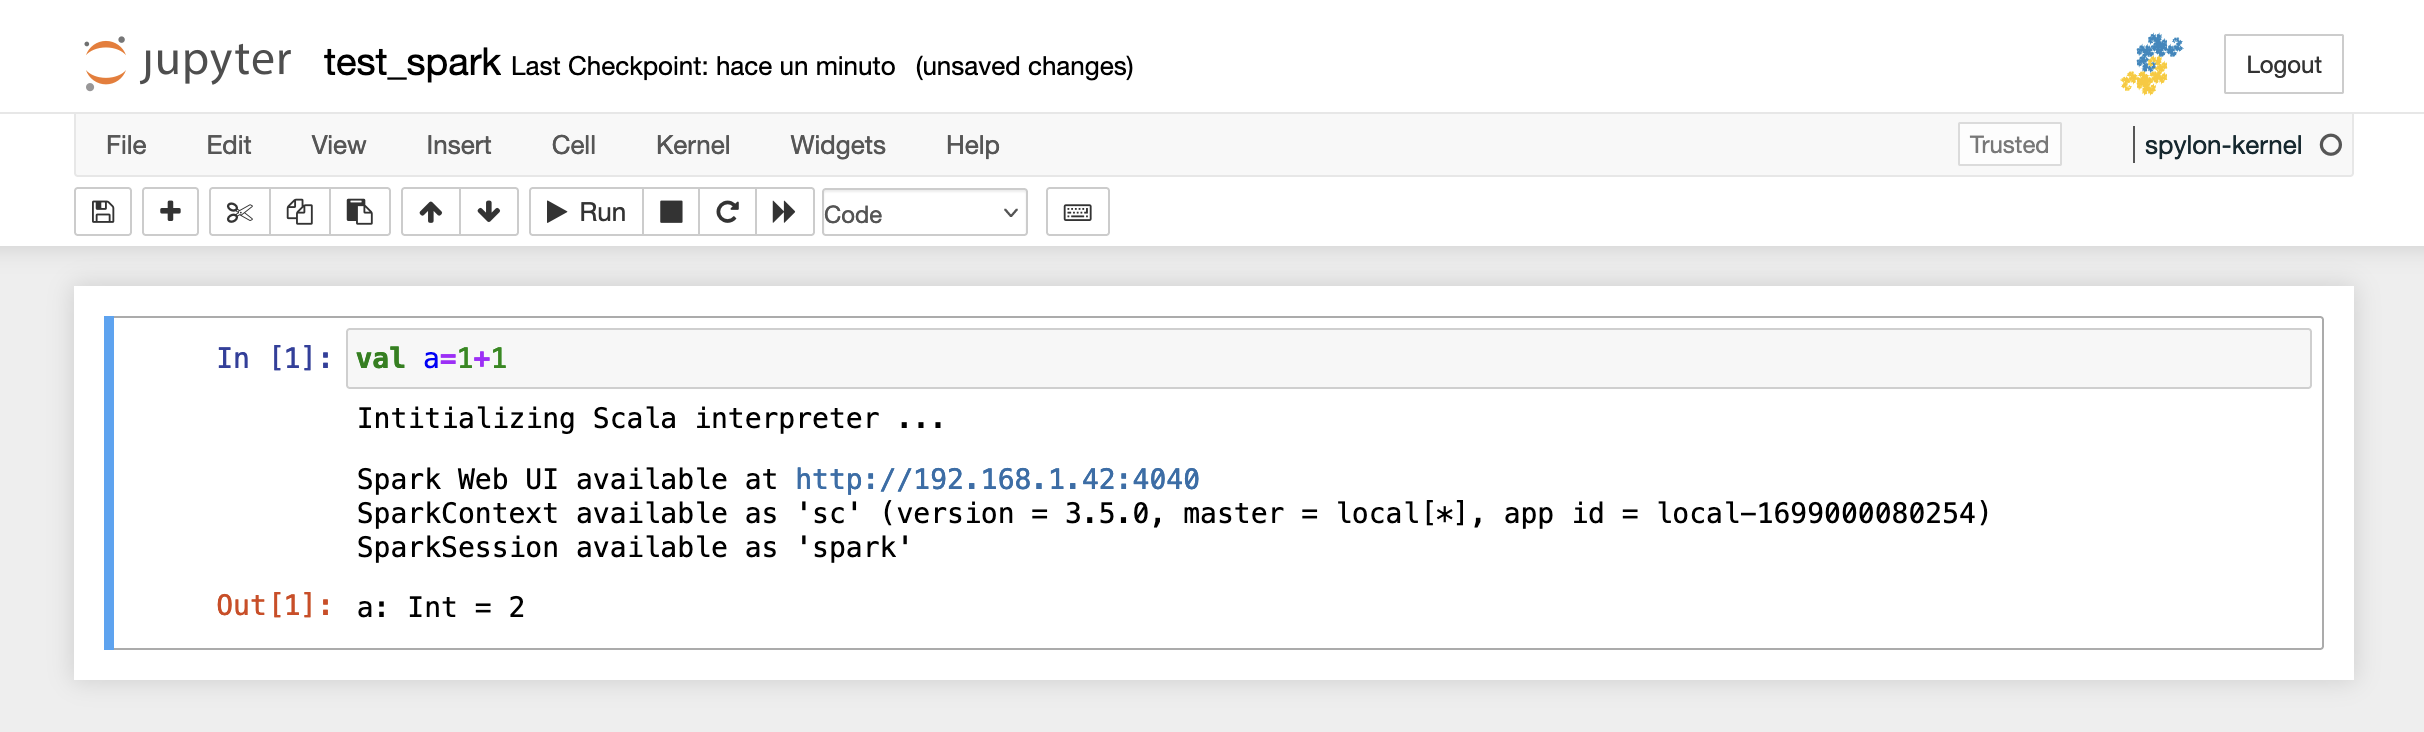 jupyter test_spark Last Checkpoint: hace un minuto (unsaved changes) Logout
File Edit View Insert Cell Kernel Widgets Help Trusted spylon-kernel
Run Code
In [1]: val a=1+1
Intitializing Scala interpreter ...
Spark Web UI available at http://192.168.1.42:4040
SparkContext available as 'sc' (version = 3.5.0, master = local[*], app id = local-1699000080254)
SparkSession available as 'spark'
Out[1]: a: Int = 2